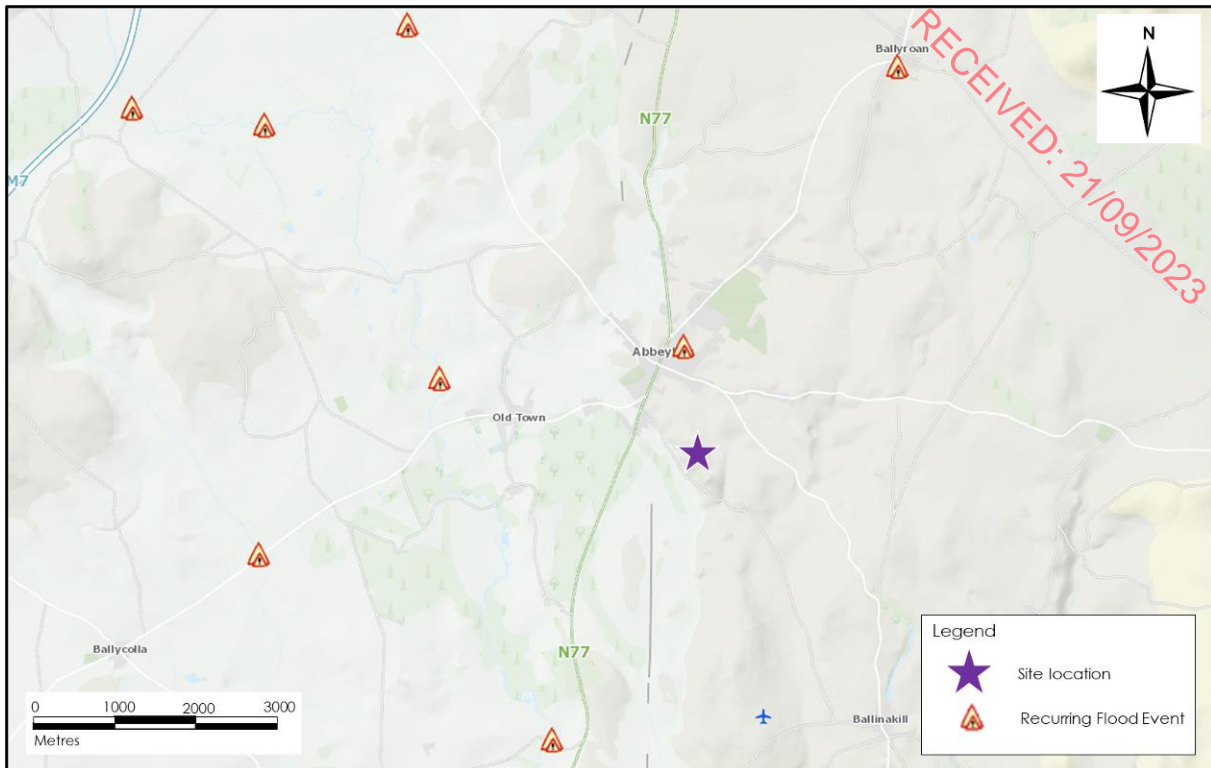 Ballyroan
RECEIVED: 21/09/2023
N
N77
M7
Old Town
N77
Ballycolla
Ballinakill
0 1000 2000 3000
Metres
Legend
Site location
Recurring Flood Event